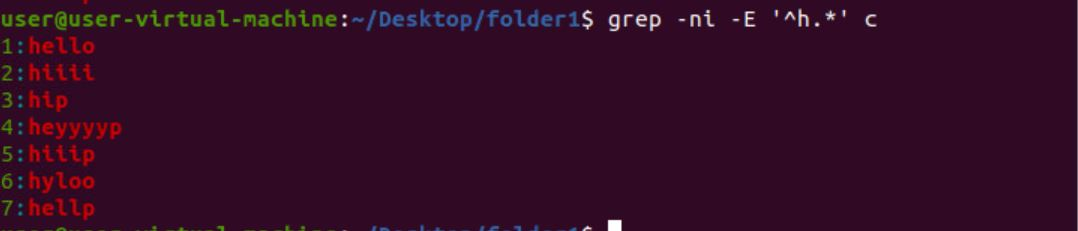 user@user-virtual-machine:~/Desktop/folder1$ grep -ni -E '^h.*' c
1:hello
2:hiiii
3:hip
4:heyyyyp
5:hiiip
6:hyloo
7:hellp